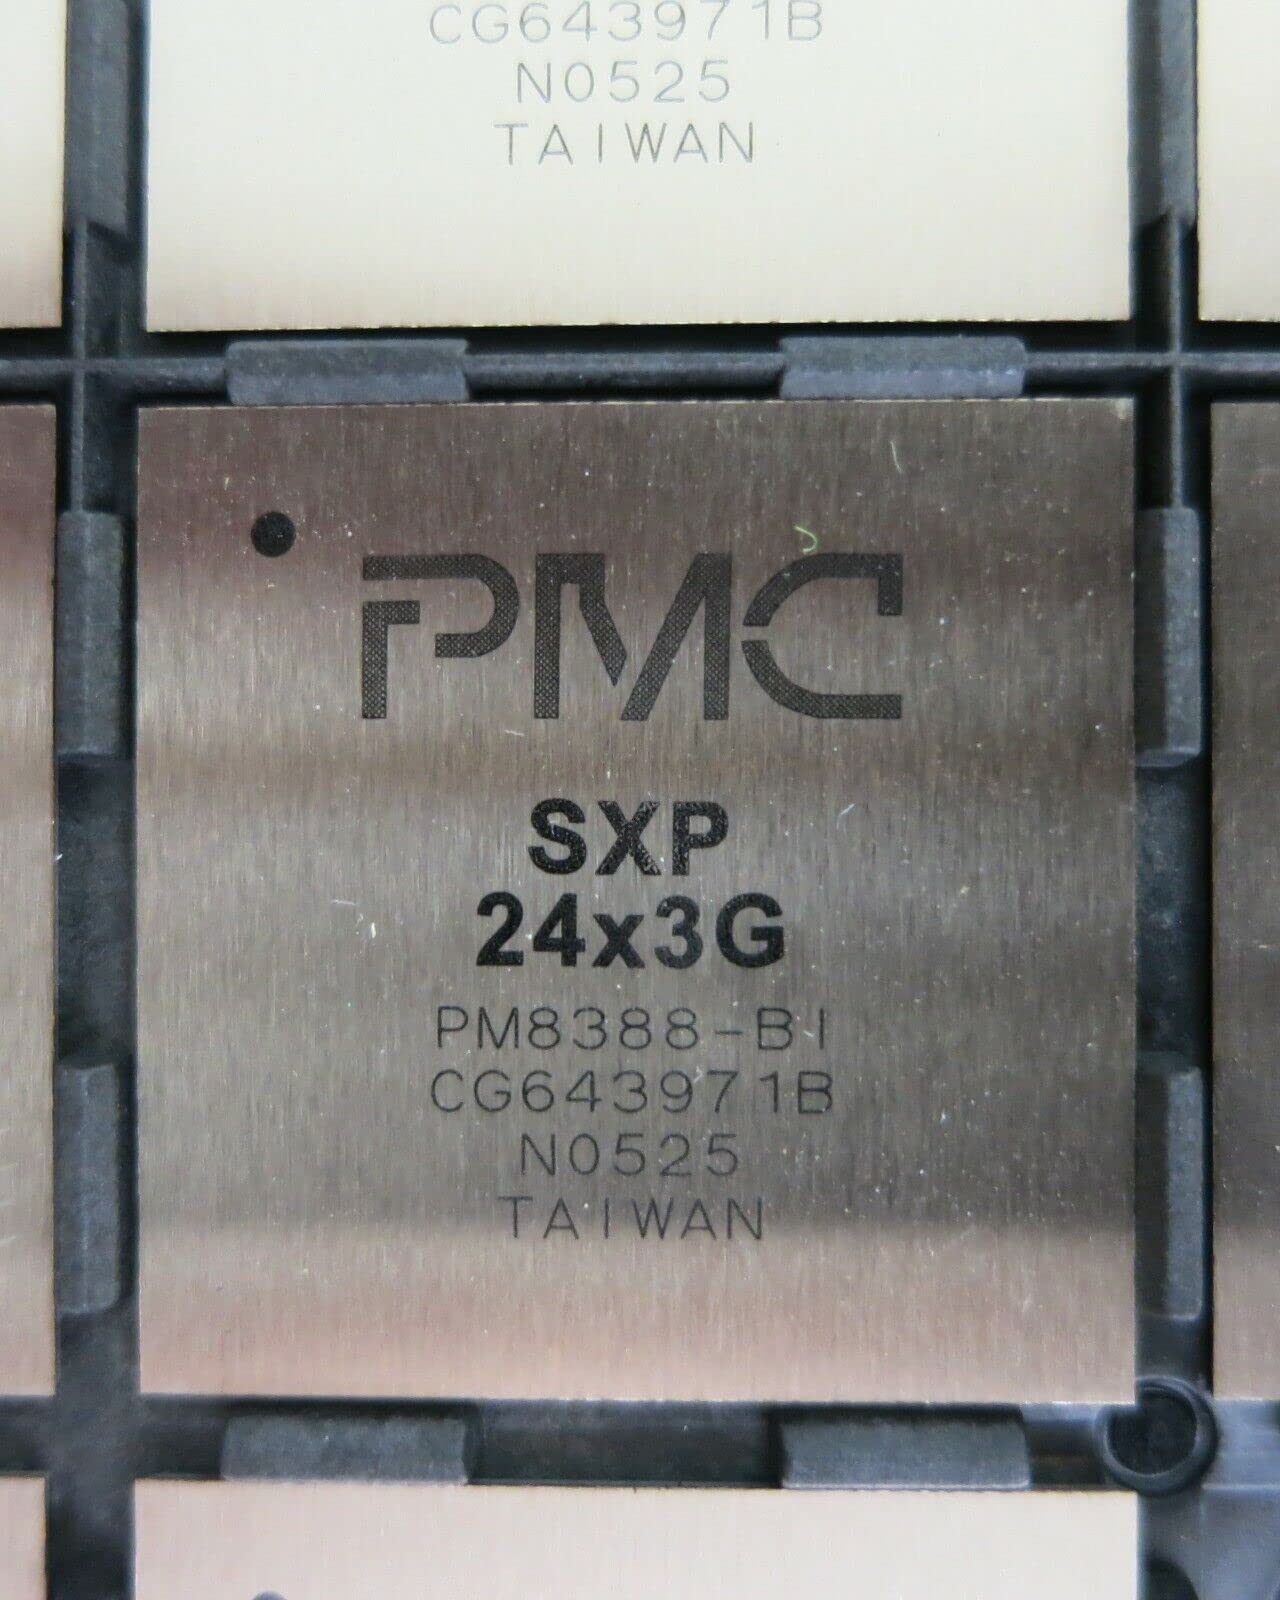 CG643971B
N0525
TAIWAN
PMC
SXP
24x3G
PM8388-BI
CG643971B
N0525
TAIWAN